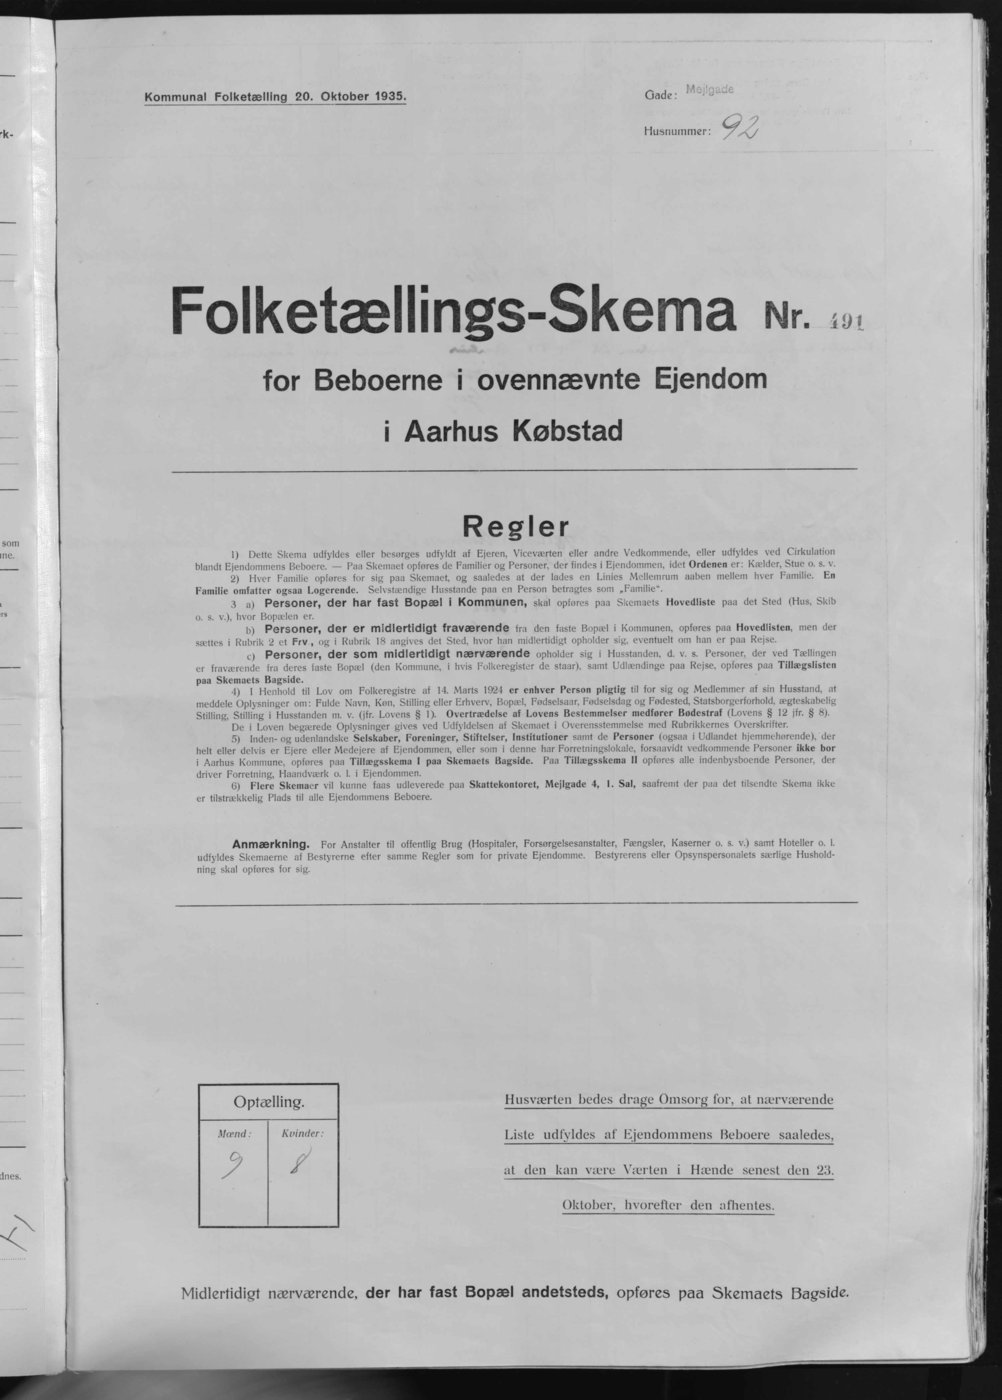 Kommunal Folketælling 20. Oktober 1935.
Gade: Mejlgade
Husnummer: 92
Folketællings-Skema Nr. 491
for Beboerne i ovennævnte Ejendom
i Aarhus Købstad
Regler
1) Dette Skema udfyldes eller besørges udfyldt af Ejeren, Viceværten eller andre Vedkommende, eller udfyldes ved Cirkulation
blandt Ejendommens Beboere. — Paa Skemaet opføres de Familier og Personer, der findes i Ejendommen, idet Ordenen er: Kælder, Stue o. s. v.
2) Hver Familie opføres for sig paa Skemaet, og saaledes at der lades en Linies Mellemrum aaben mellem hver Familie. En
Familie omfatter ogsaa Logerende. Selvstændige Husstande paa en Person betragtes som „Familie“.
3 a) Personer, der har fast Bopæl i Kommunen, skal opføres paa Skemaets Hovedliste paa det Sted (Hus, Skib
o. s. v.), hvor Bopælen er.
b) Personer, der er midlertidigt fraværende fra den faste Bopæl i Kommunen, opføres paa Hovedlisten, men der
sættes i Rubrik 2 et Frv, og i Rubrik 18 angives det Sted, hvor han midlertidigt opholder sig, eventuelt om han er paa Rejse.
c) Personer, der som midlertidigt nærværende opholder sig i Husstanden, d. v. s. Personer, der ved Tællingen
er fraværende fra deres faste Bopæl (den Kommune, i hvis Folkeregister de staar), samt Udlændinge paa Rejse, opføres paa Tillægslisten
paa Skemaets Bagside.
4) I Henhold til Lov om Folkeregistre af 14. Marts 1924 er enhver Person pligtig til for sig og Medlemmer af sin Husstand, at
meddele Oplysninger om: Fulde Navn, Køn, Stilling eller Erhverv, Bopæl, Fødselsaar, Fødselsdag og Fødested, Statsborgerforhold, ægteskabelig
Stilling, Stilling i Husstanden m. v. (jfr. Lovens § 1). Overtrædelse af Lovens Bestemmelser medfører Bødestraf (Lovens § 12 jfr. § 8).
De i Loven begærede Oplysninger gives ved Udfyldelsen af Skemaet i Overensstemmelse med Rubrikkernes Overskrifter.
5) Inden- og udenlandske Selskaber, Foreninger, Stiftelser, Institutioner samt de Personer (ogsaa i Udlandet hjemmehørende), der
helt eller delvis er Ejere eller Medejere af Ejendommen, eller som i denne har Forretningslokale, forsaavidt vedkommende Personer ikke bor
i Aarhus Kommune, opføres paa Tillægsskema I paa Skemaets Bagside. Paa Tillægsskema II opføres alle indenbysboende Personer, der
driver Forretning, Haandværk o. l. i Ejendommen.
6) Flere Skemaer vil kunne faas udleverede paa Skattekontoret, Mejlgade 4, 1. Sal, saafremt der paa det tilsendte Skema ikke
er tilstrækkelig Plads til alle Ejendommens Beboere.
Anmærkning. For Anstalter til offentlig Brug (Hospitaler, Forsørgelsesanstalter, Fængsler, Kaserner o. s. v.) samt Hoteller o. l.
udfyldes Skemaerne af Bestyrerne efter samme Regler som for private Ejendomme. Bestyrerens eller Opsynspersonalets særlige Hushold-
ning skal opføres for sig.
Optælling.
Mænd: Kvinder:
9 8
Husværten bedes drage Omsorg for, at nærværende
Liste udfyldes af Ejendommens Beboere saaledes,
at den kan være Værten i Hænde senest den 23.
Oktober, hvorefter den afhentes.
Midlertidigt nærværende, der har fast Bopæl andetsteds, opføres paa Skemaets Bagside.